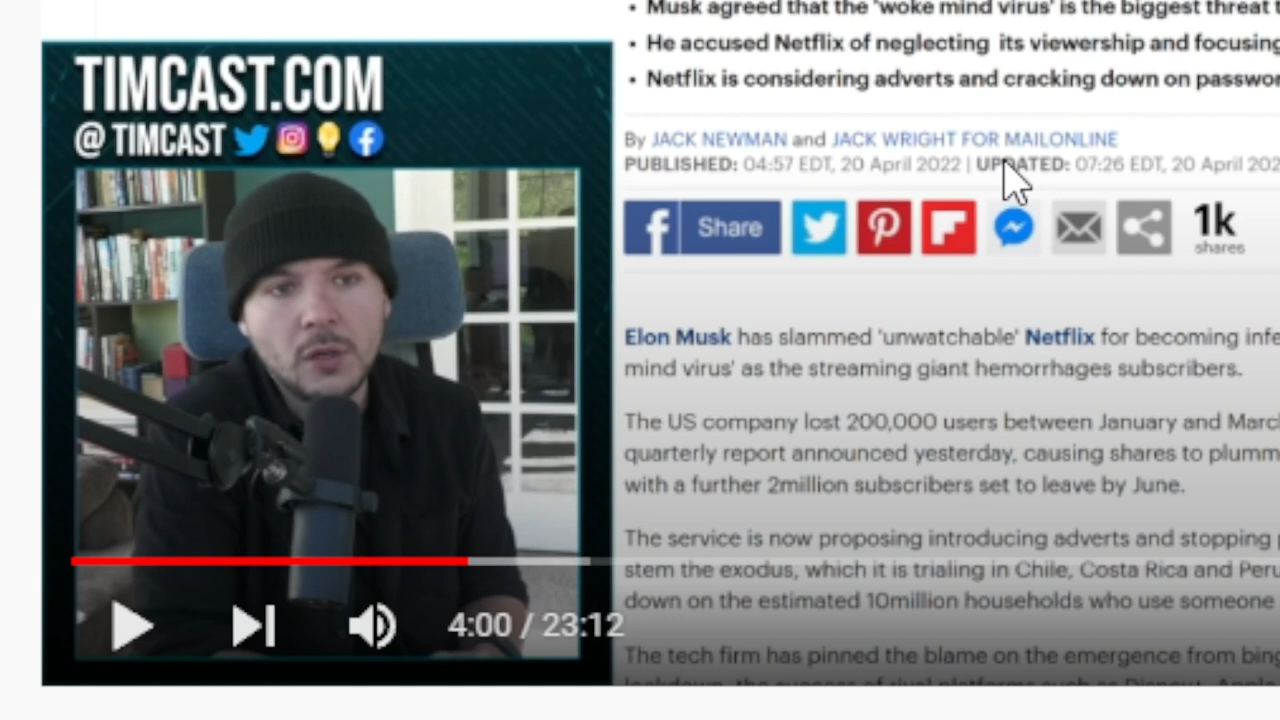 Musk agreed that the 'woke mind virus' is the biggest threat
He accused Netflix of neglecting its viewership and focusing
Netflix is considering adverts and cracking down on
TIMCAST.COM
@ TIMCAST
By JACK NEWMAN and JACK WRIGHT FOR MAILONLINE
PUBLISHED: 04:57 EDT, 20 April 2022 | UPDATED: 07:26 EDT, 20 April
f Share
1k
shares
Elon Musk has slammed 'unwatchable' Netflix for becoming
mind virus' as the streaming giant hemorrhages subscribers.
The US company lost 200,000 users between January and
quarterly report announced yesterday, causing shares to
with a further 2million subscribers set to leave by June.
The service is now proposing introducing adverts and stopping
stem the exodus, which it is trialing in Chile, Costa Rica and Peru
down on the estimated 10million households who use someone
The tech firm has pinned the blame on the emergence from
4:00 / 23:12